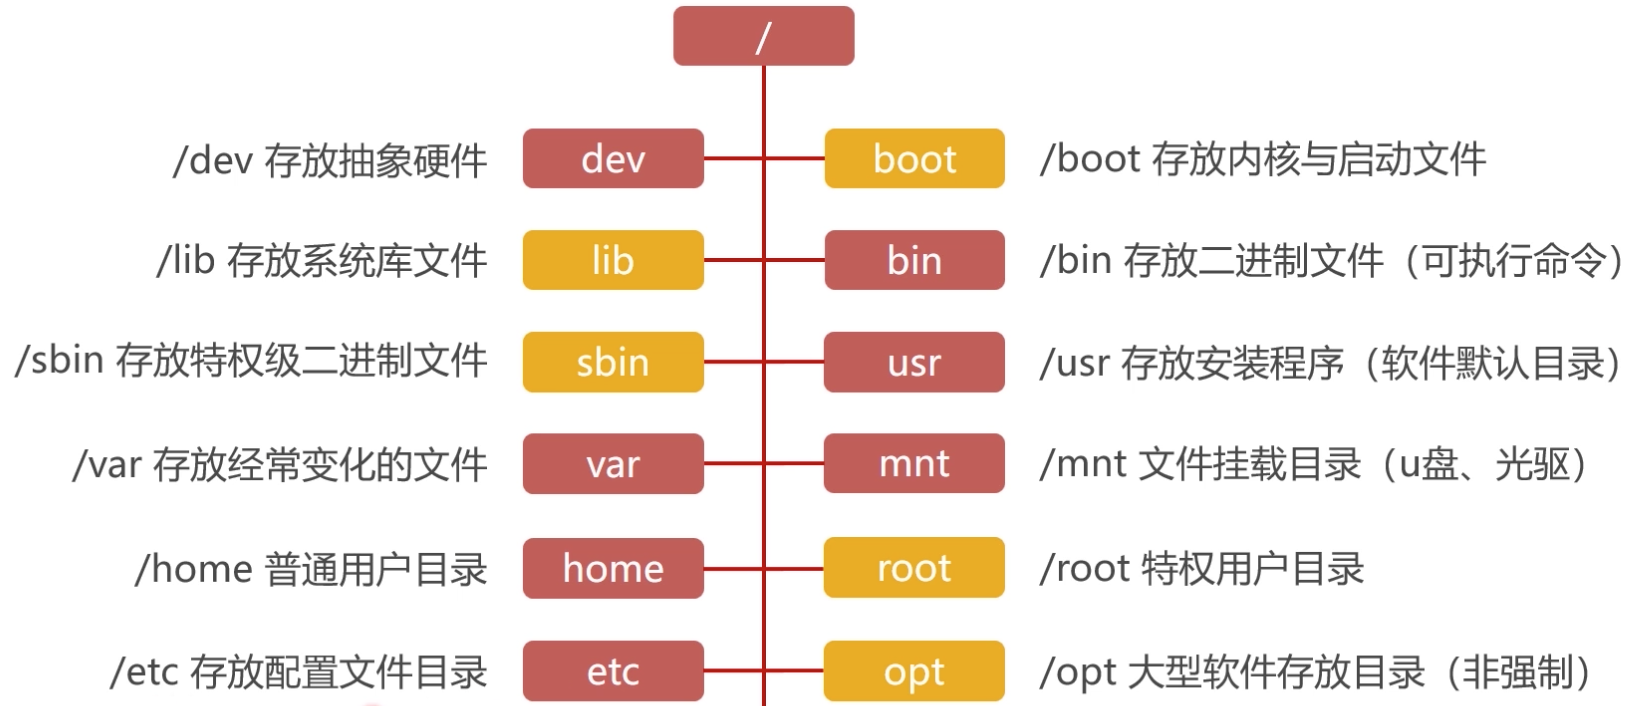 /
/dev 存放抽象硬件 dev boot /boot 存放内核与启动文件
/lib 存放系统库文件 lib bin /bin 存放二进制文件（可执行命令）
/sbin 存放特权级二进制文件 sbin usr /usr 存放安装程序（软件默认目录）
/var 存放经常变化的文件 var mnt /mnt 文件挂载目录（u盘、光驱）
/home 普通用户目录 home root /root 特权用户目录
/etc 存放配置文件目录 etc opt /opt 大型软件存放目录（非强制）